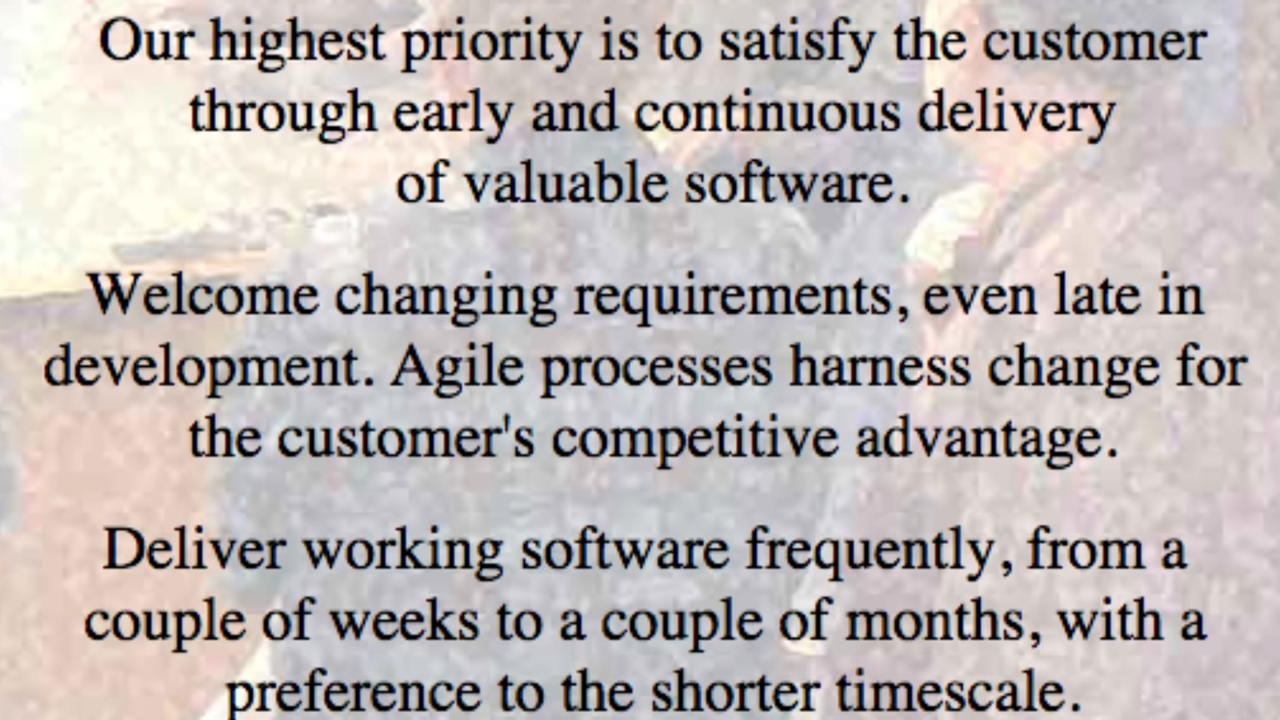 Our highest priority is to satisfy the customer
through early and continuous delivery
of valuable software.
Welcome changing requirements, even late in
development. Agile processes harness change for
the customer's competitive advantage.
Deliver working software frequently, from a
couple of weeks to a couple of months, with a
preference to the shorter timescale.